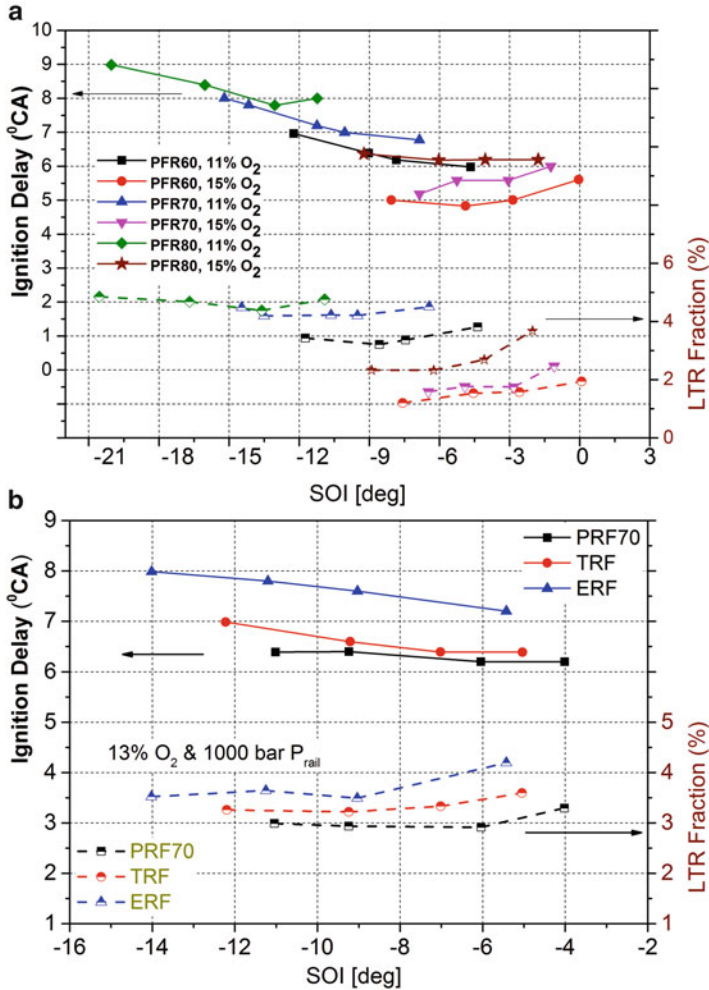 a
10
9
8
7
6
5
4
3
2
1
0
Ignition Delay (⁰CA)
PFR60, 11% O₂
PFR60, 15% O₂
PFR70, 11% O₂
PFR70, 15% O₂
PFR80, 11% O₂
PFR80, 15% O₂
6
4
2
0
LTR Fraction (%)
-21 -18 -15 -12 -9 -6 -3 0 3
SOI [deg]
b
9
8
7
6
5
4
3
2
1
Ignition Delay (⁰CA)
PRF70
TRF
ERF
13% O₂ & 1000 bar Pᵣₐᵢₗ
PRF70
TRF
ERF
5
4
3
2
1
LTR Fraction (%)
-16 -14 -12 -10 -8 -6 -4 -2
SOI [deg]